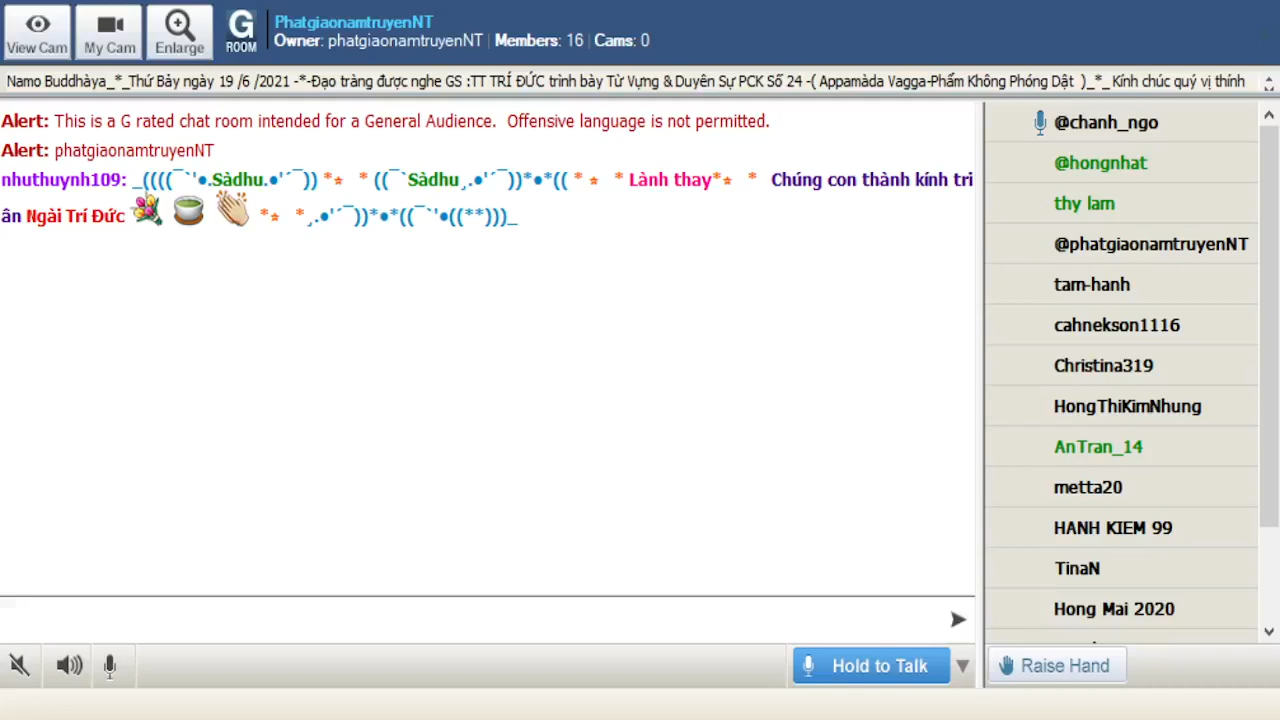 View Cam
My Cam
Enlarge
G
ROOM
PhatgiaonamtruyenNT
Owner: phatgiaonamtruyenNT | Members: 16 | Cams: 0
Namo Buddhàya_*_Thứ Bảy ngày 19 /6 /2021 -*-Đạo tràng được nghe GS :TT TRÍ ĐỨC trình bày Từ Vựng & Duyên Sự PCK Số 24 -( Appamàda Vagga-Phẩm Không Phóng Dật )_*_Kính chúc quý vị thính
Alert: This is a G rated chat room intended for a General Audience. Offensive language is not permitted.
Alert: phatgiaonamtruyenNT
nhuthuynh109: _((((¯`'•.Sàdhu.•'´¯)) *⭒ * ((¯`Sàdhu¸.•'´¯))*•*(( * ⭒ * Lành thay*⭒ * Chúng con thành kính tri
ân Ngài Trí Đức *⭒ *¸.•'´¯))*•*((¯`'•((**)))_
@chanh_ngo
@hongnhat
thy lam
@phatgiaonamtruyenNT
tam-hanh
cahnekson1116
Christina319
HongThiKimNhung
AnTran_14
metta20
HANH KIEM 99
TinaN
Hong Mai 2020
Hold to Talk
Raise Hand